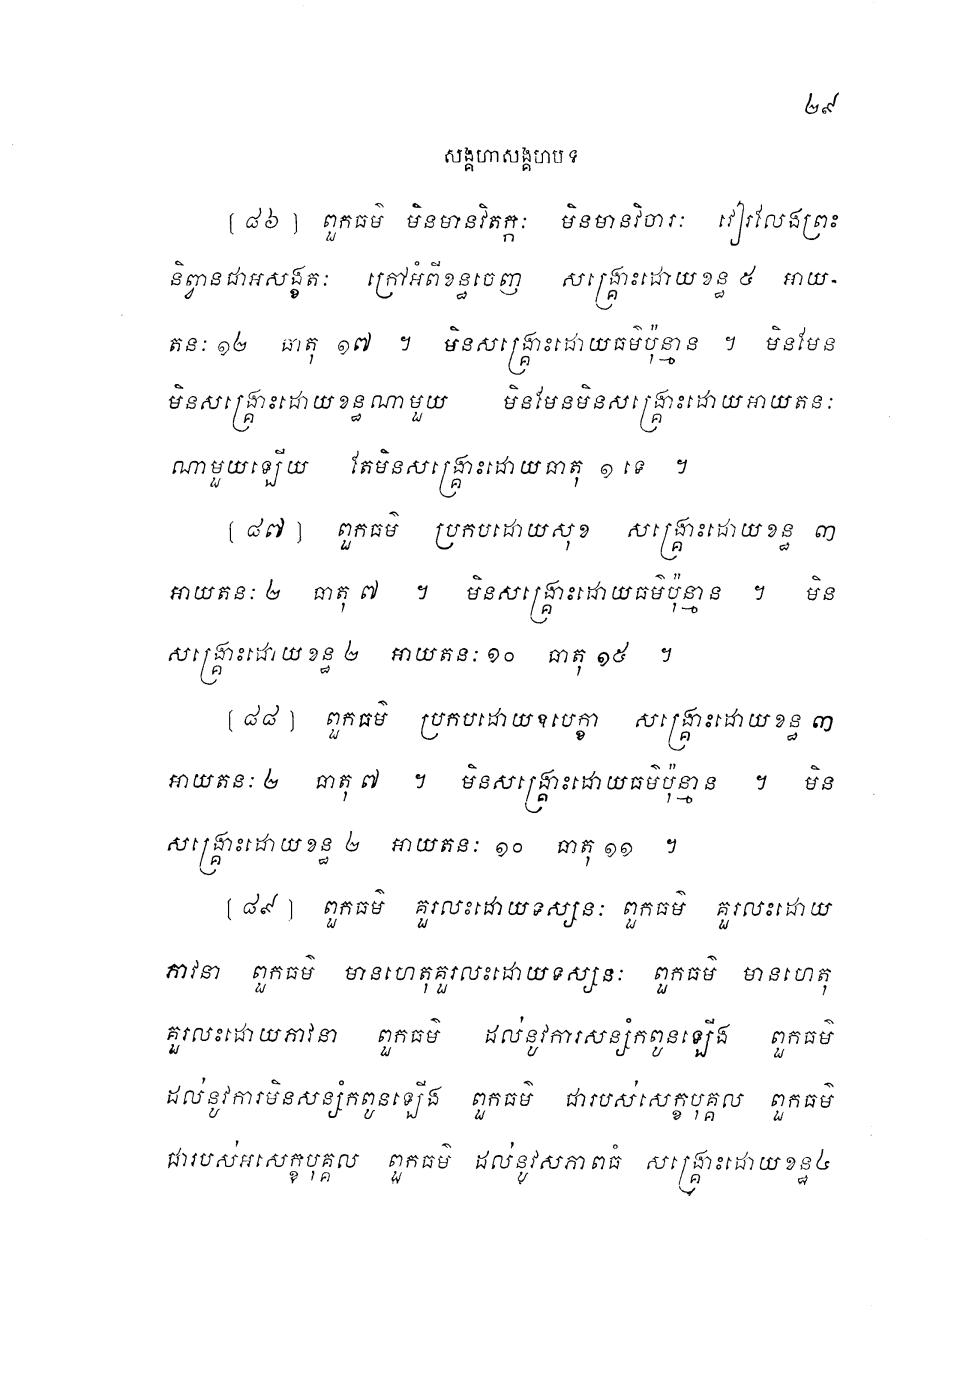 ២៩
សង្គហាសង្គហបទ
[ ៨៦ ] ពួកធម៌ មិនមានវិតក្កៈ មិនមានវិចារៈ វៀរលែងព្រះ
និព្វានជាអសង្ខតៈ ក្រៅអំពីខន្ធចេញ សង្គ្រោះដោយខន្ធ ៥ អាយ-
តនៈ ១២ ធាតុ ១៧ ។ មិនសង្គ្រោះដោយធម៌ប៉ុន្មាន ។ មិនមែន
មិនសង្គ្រោះដោយខន្ធណាមួយ មិនមែនមិនសង្គ្រោះដោយអាយតនៈ
ណាមួយឡើយ តែមិនសង្គ្រោះដោយធាតុ ១ ទេ ។
[ ៨៧ ] ពួកធម៌ ប្រកបដោយសុខ សង្គ្រោះដោយខន្ធ ៣
អាយតនៈ ២ ធាតុ ៧ ។ មិនសង្គ្រោះដោយធម៌ប៉ុន្មាន ។ មិន
សង្គ្រោះដោយខន្ធ ២ អាយតនៈ ១០ ធាតុ ១៥ ។
[ ៨៨ ] ពួកធម៌ ប្រកបដោយឧបេក្ខា សង្គ្រោះដោយខន្ធ ៣
អាយតនៈ ២ ធាតុ ៧ ។ មិនសង្គ្រោះដោយធម៌ប៉ុន្មាន ។ មិន
សង្គ្រោះដោយខន្ធ ២ អាយតនៈ ១០ ធាតុ ១១ ។
[ ៨៩ ] ពួកធម៌ គួរលះដោយទស្សនៈ ពួកធម៌ គួរលះដោយ
ភាវនា ពួកធម៌ មានហេតុគួរលះដោយទស្សនៈ ពួកធម៌ មានហេតុ
គួរលះដោយភាវនា ពួកធម៌ ដល់នូវការសន្សំកពូនឡើង ពួកធម៌
ដល់នូវការមិនសន្សំកពូនឡើង ពួកធម៌ ជារបស់សេក្ខបុគ្គល ពួកធម៌
ជារបស់អសេក្ខបុគ្គល ពួកធម៌ ដល់នូវសភាពធំ សង្គ្រោះដោយខន្ធ ៤